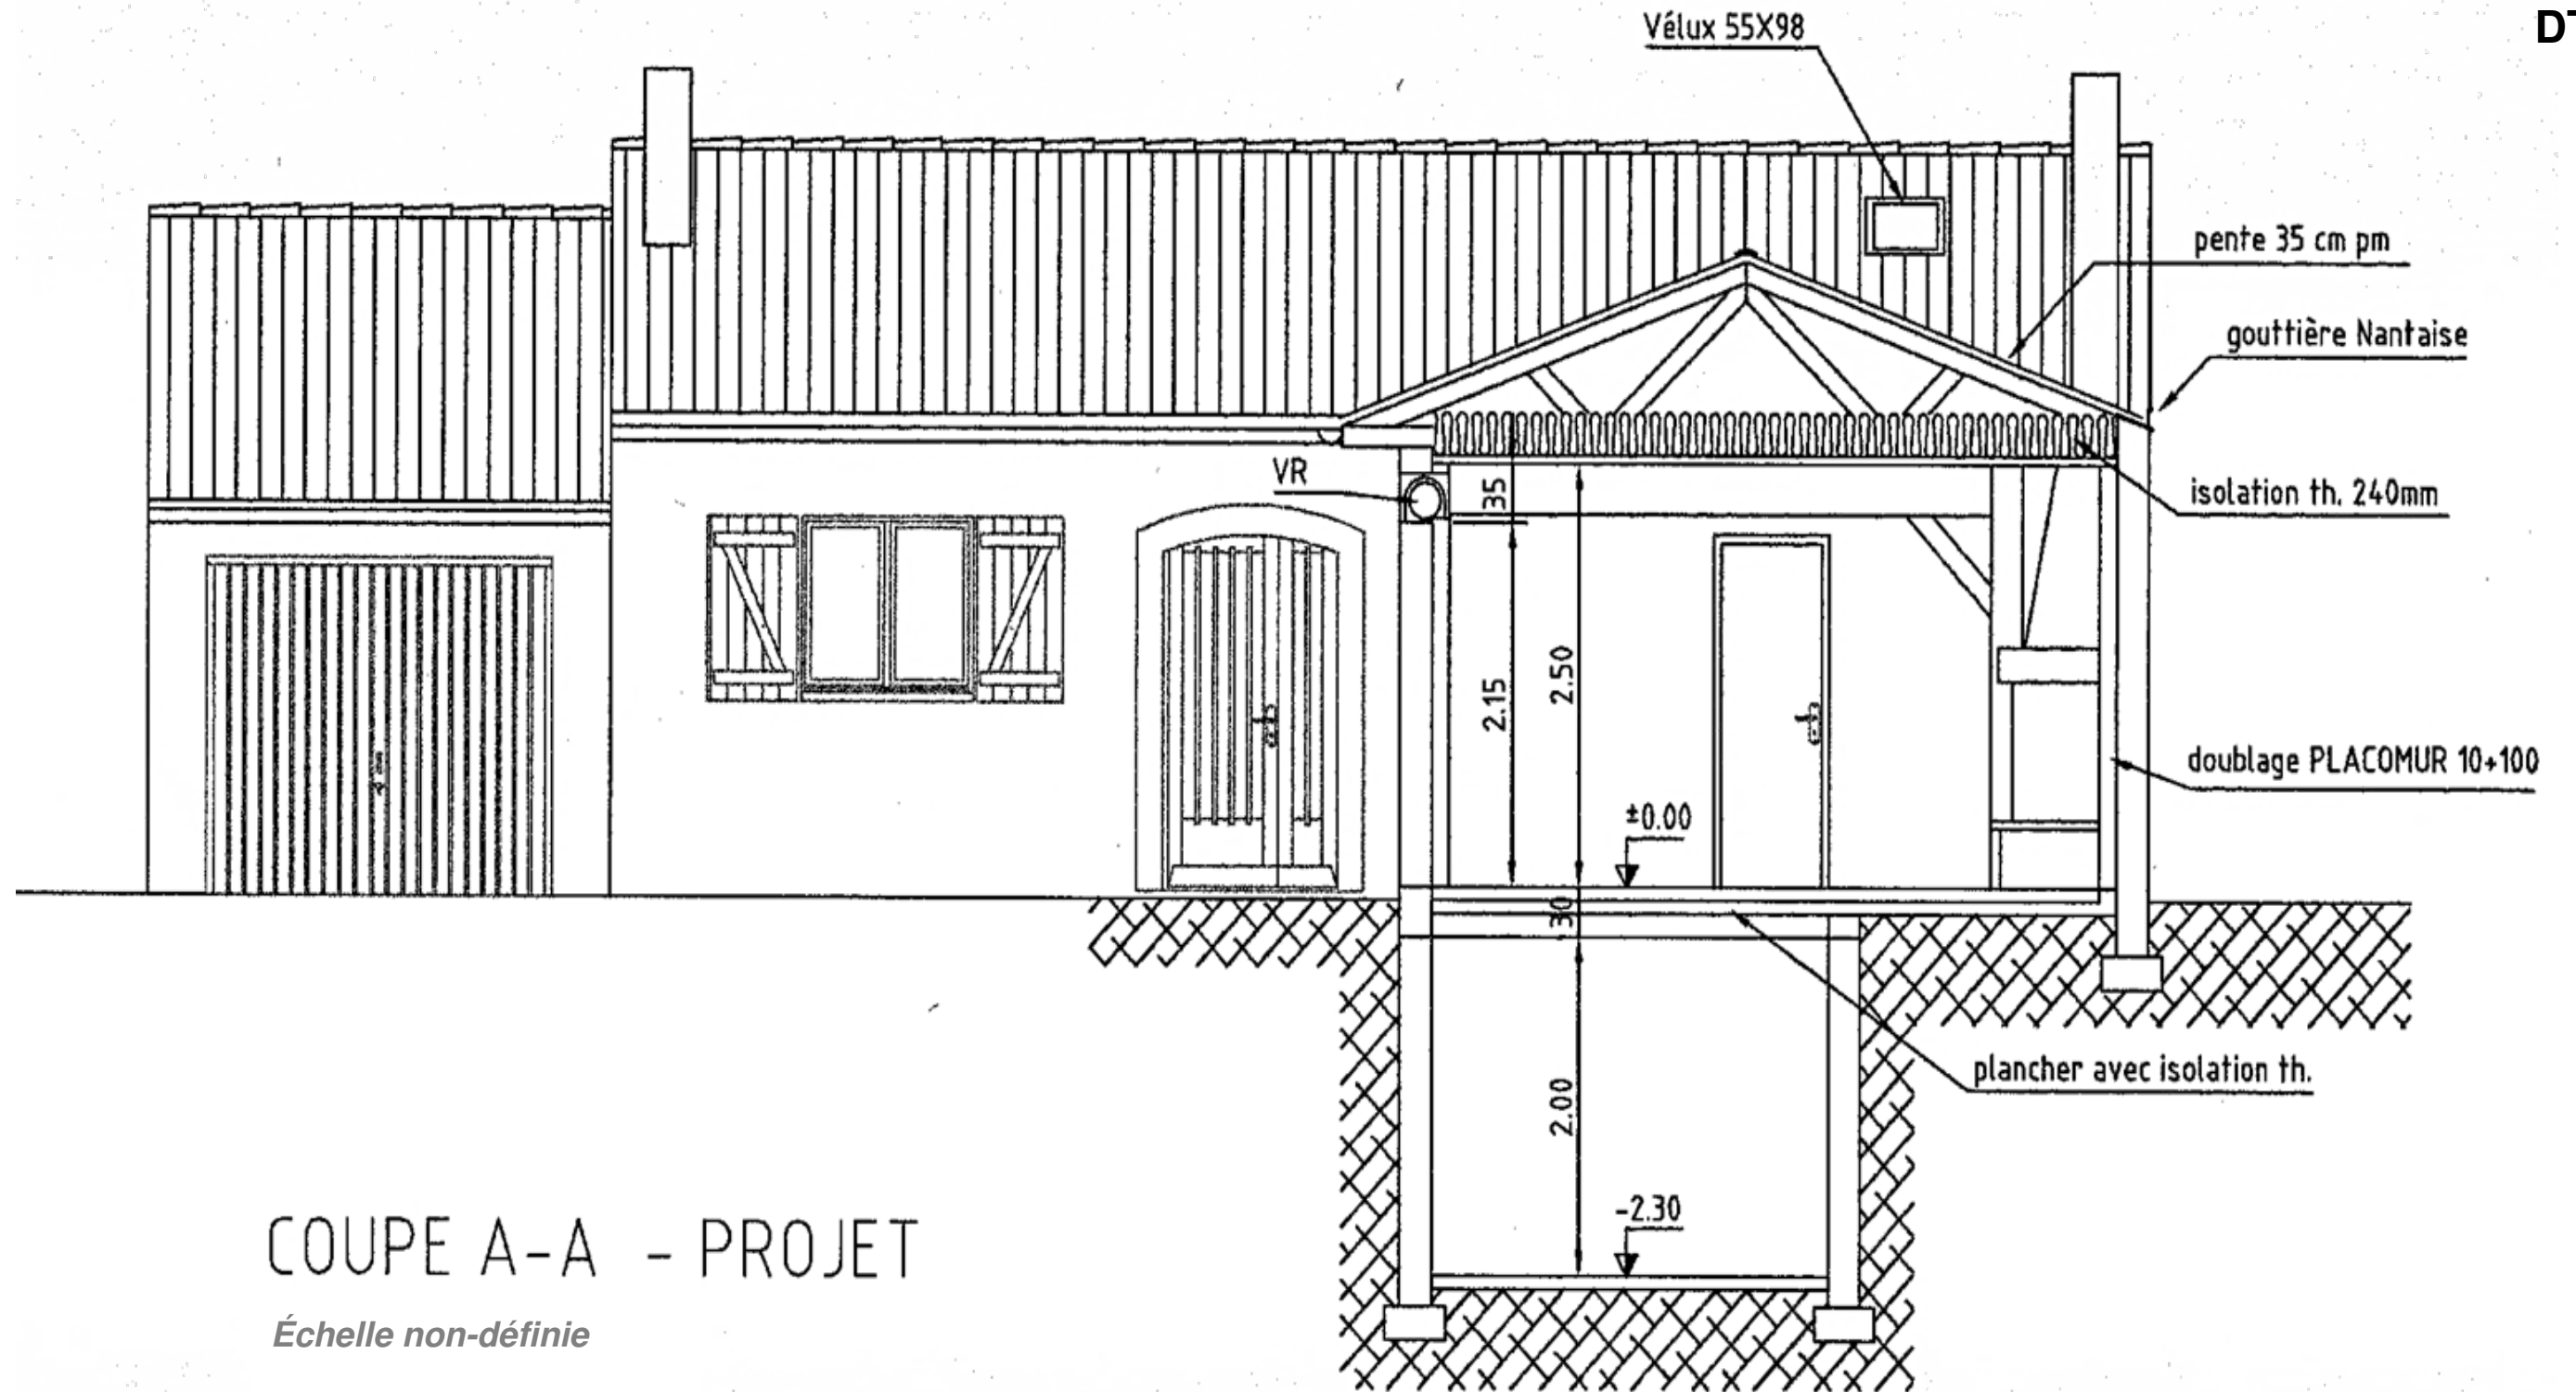 Vélux 55X98
DT
pente 35 cm pm
gouttière Nantaise
VR
35
isolation th. 240mm
2.15
2.50
doublage PLACOMUR 10+100
±0.00
30
plancher avec isolation th.
2.00
-2.30
COUPE A-A - PROJET
Échelle non-définie